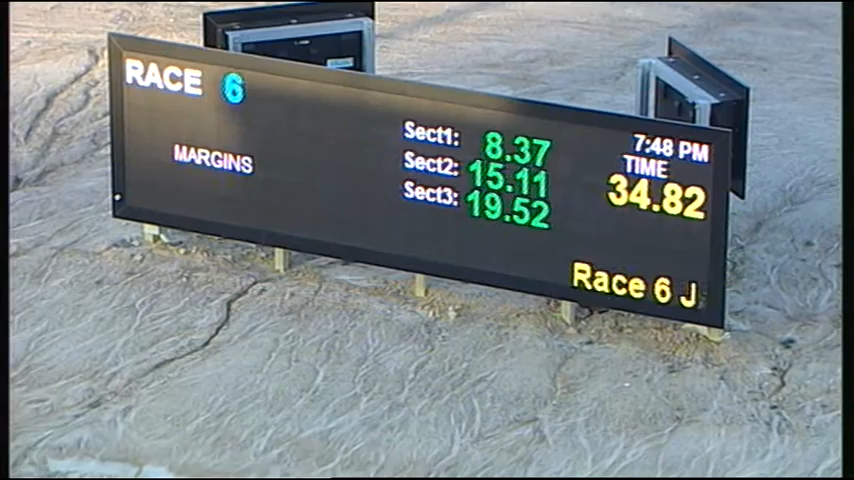 RACE 6
MARGINS
Sect1: 8.37
Sect2: 15.11
Sect3: 19.52
7:48 PM
TIME
34.82
Race 6 J